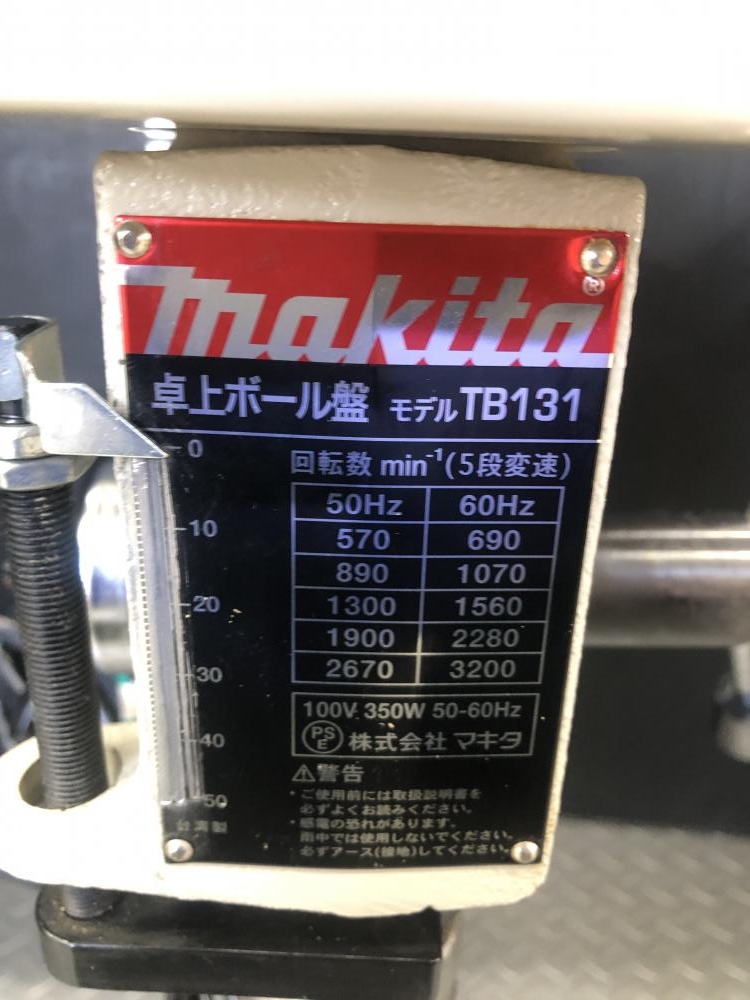 makita®
卓上ボール盤 モデル TB131
回転数 min⁻¹(5段変速)
50Hz 60Hz
570 690
890 1070
1300 1560
1900 2280
2670 3200
100V 350W 50-60Hz
PSE 株式会社 マキタ
⚠警告
・ご使用前には取扱説明書を
必ずよくお読みください。
・感電の恐れがあります。
雨中では使用しないでください。
必ずアース(接地)してください。
0
10
20
30
40
50
台湾製